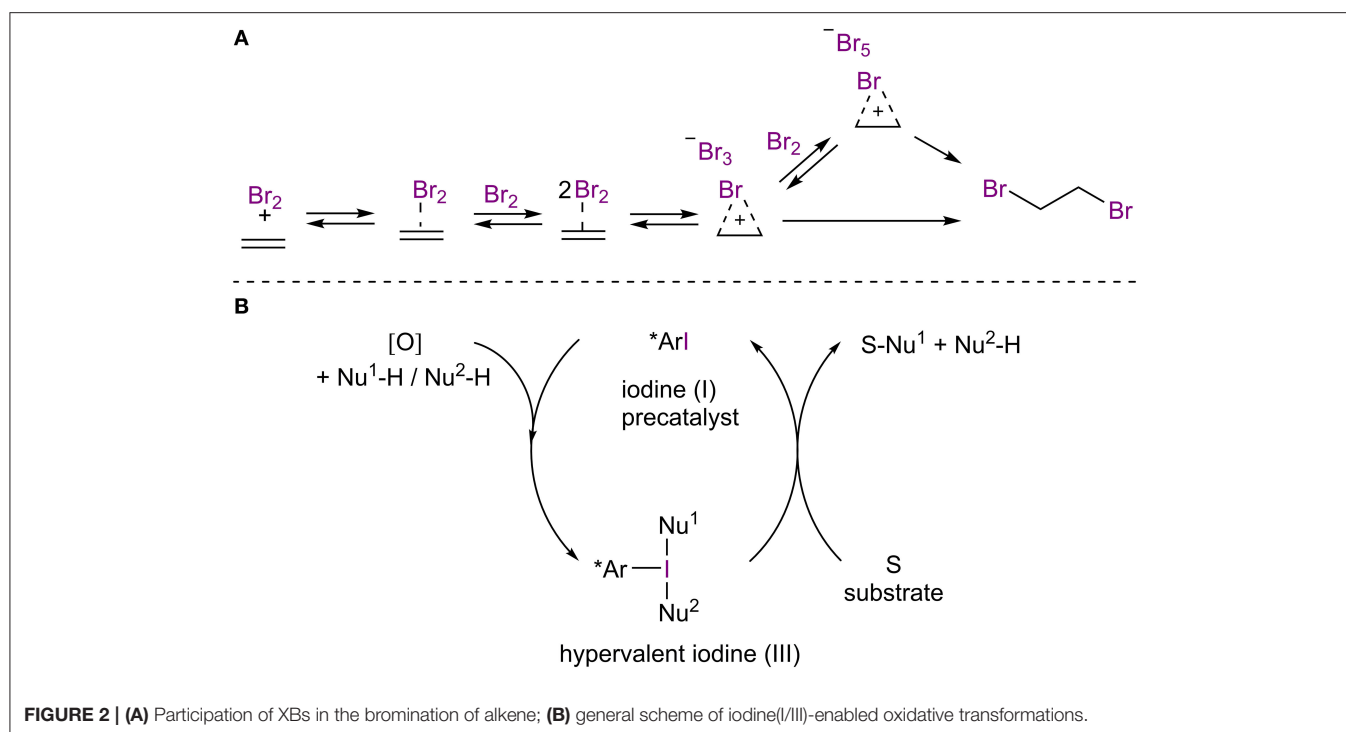 A
⁻Br₅
Br
+
Br₂
⁻Br₃
Br
+
Br₂
+
Br₂
Br₂
2Br₂
Br
Br
B
[O]
+ Nu¹-H / Nu²-H
*ArI
iodine (I)
precatalyst
S-Nu¹ + Nu²-H
Nu¹
*Ar
I
Nu²
S
substrate
hypervalent iodine (III)
FIGURE 2 | (A) Participation of XBs in the bromination of alkene; (B) general scheme of iodine(I/III)-enabled oxidative transformations.